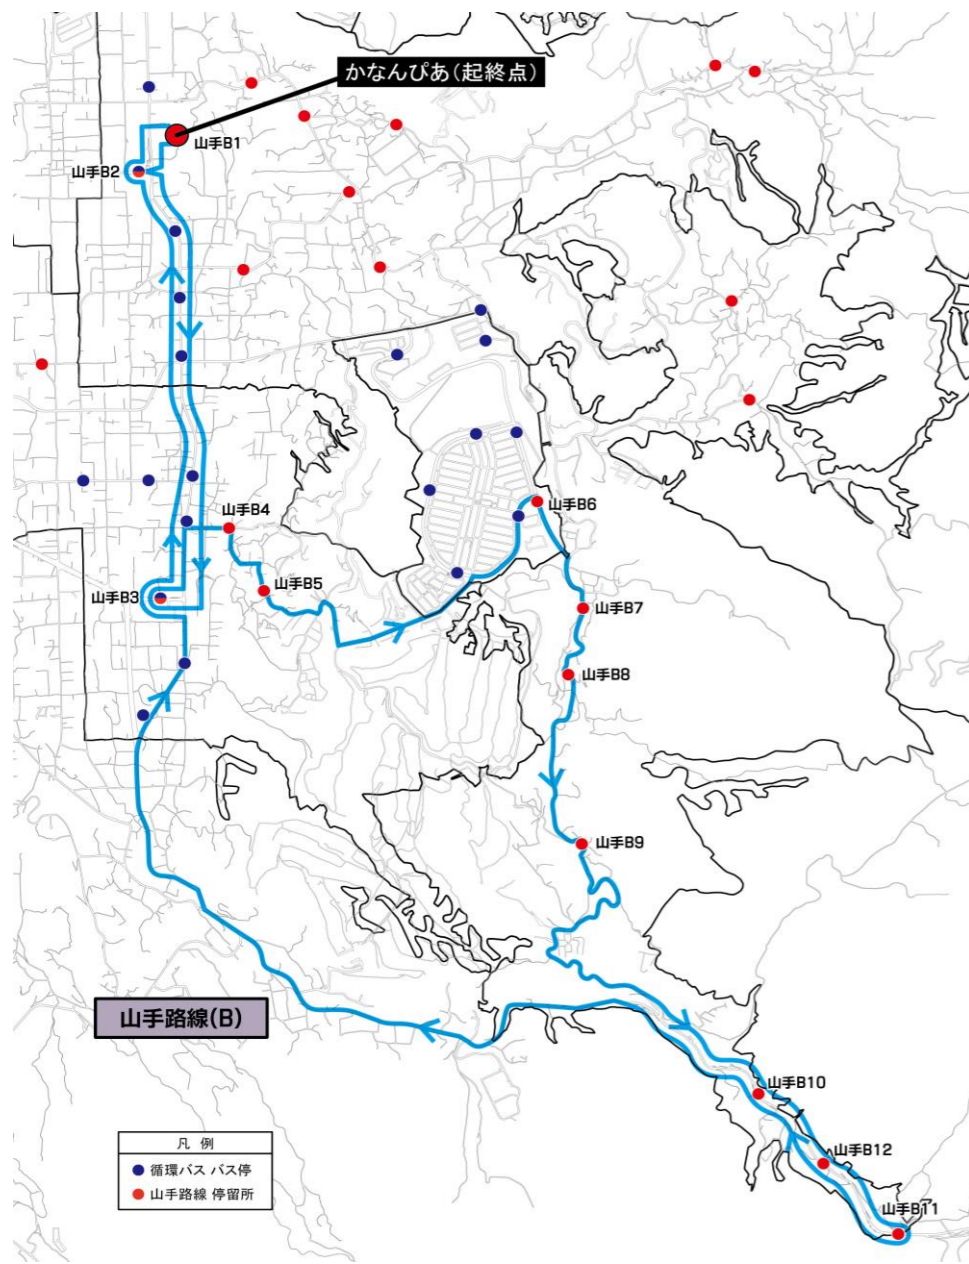 かなんぴあ(起終点)
山手B1
山手B2
山手B4
山手B6
山手B5
山手B3
山手B7
山手B8
山手B9
山手路線(B)
山手B10
山手B12
山手B11
凡 例
循環バス バス停
山手路線 停留所